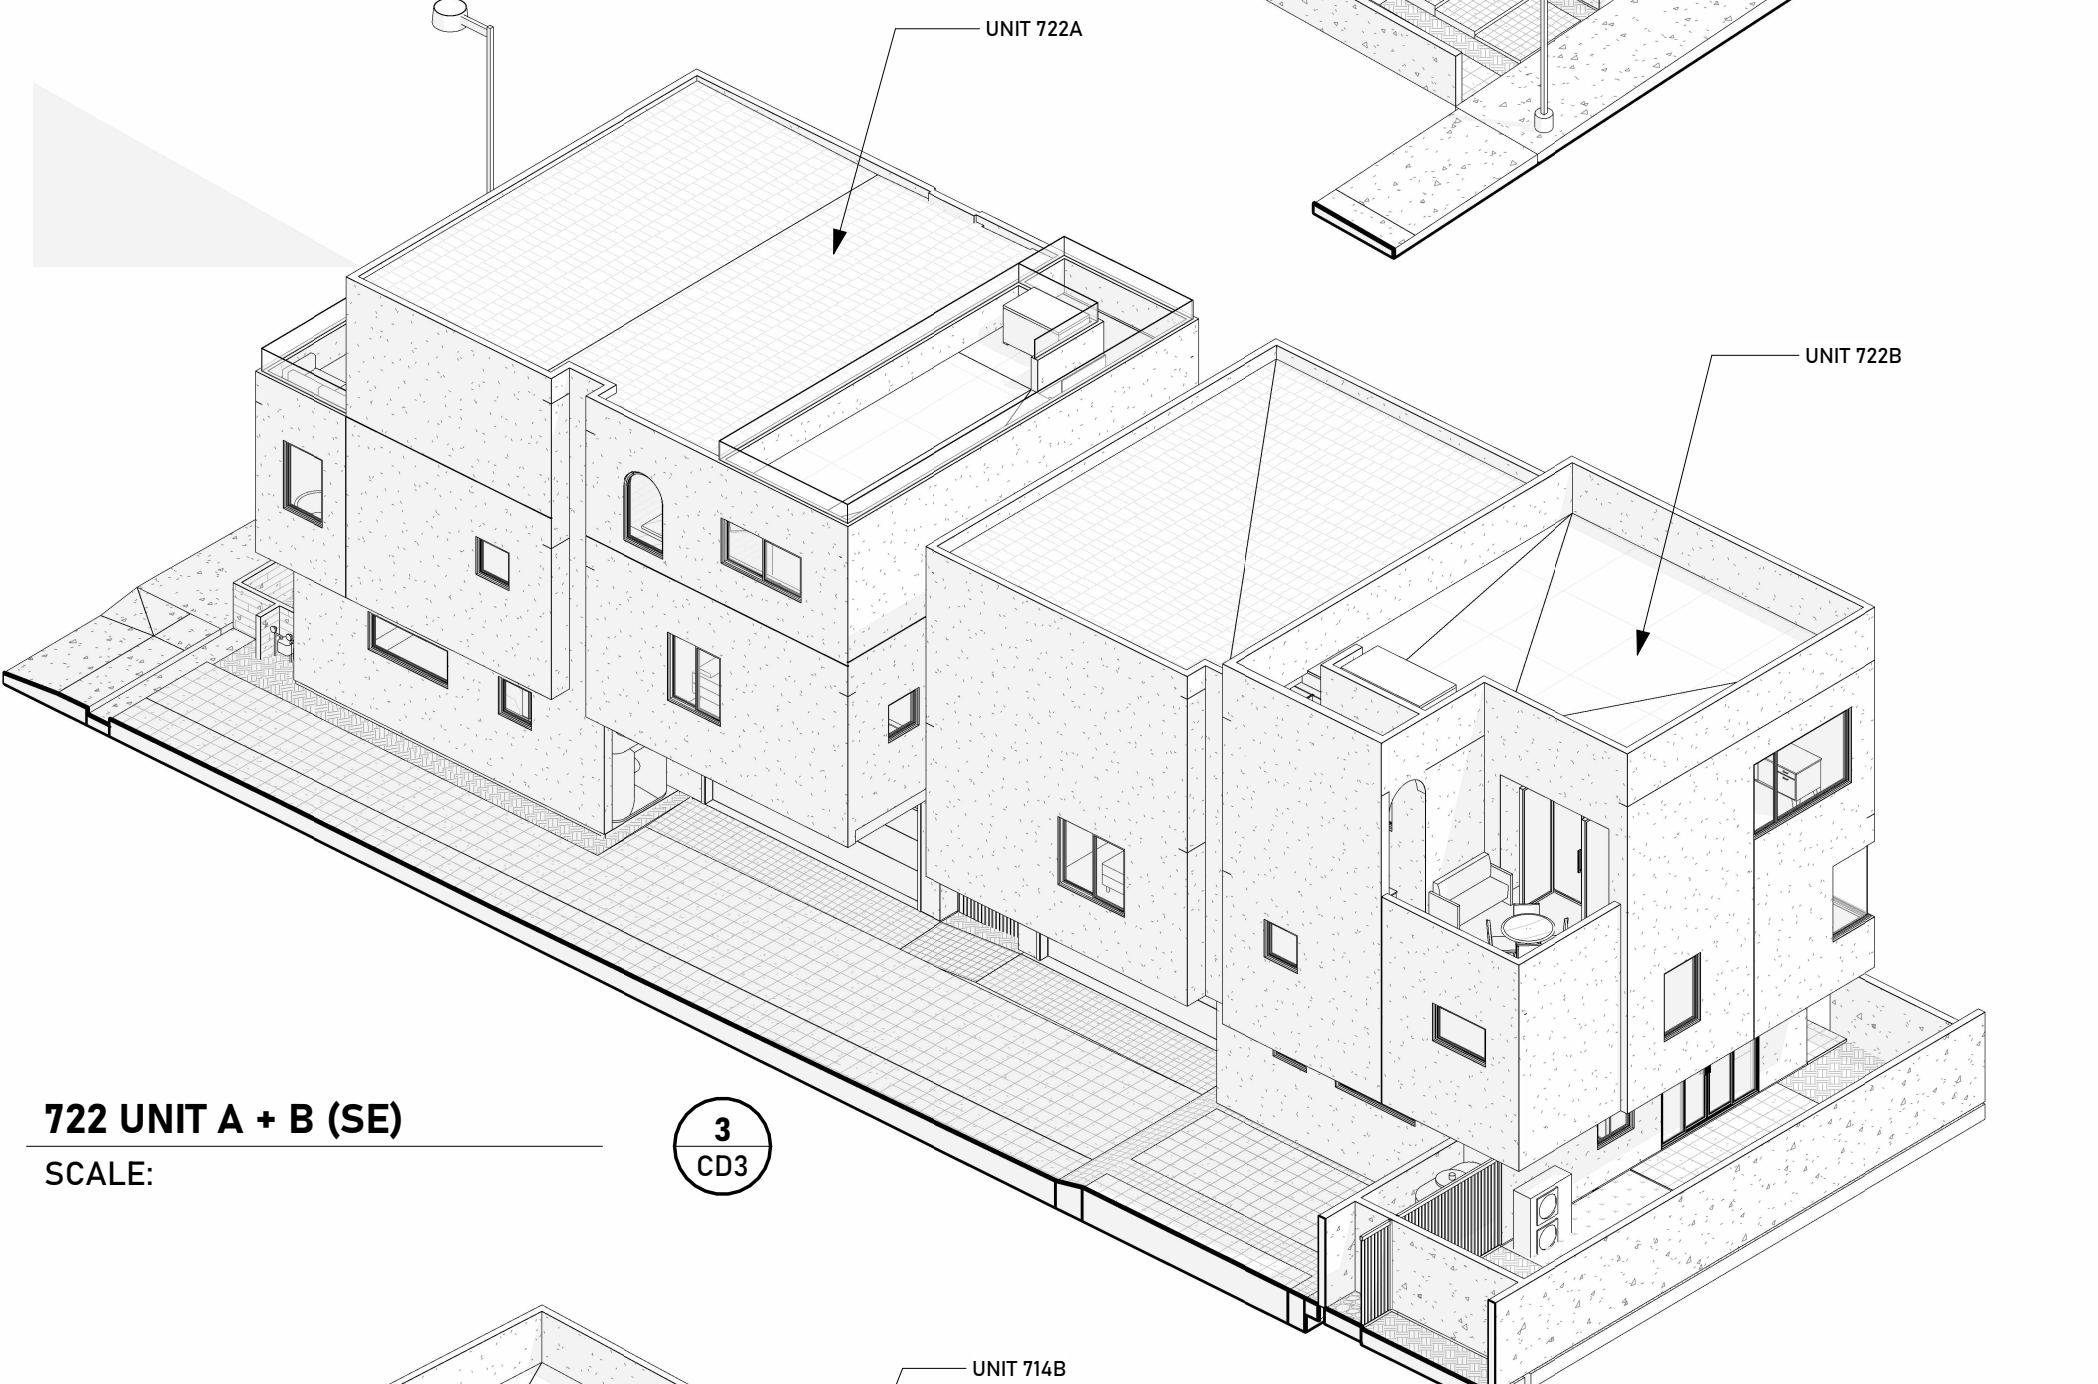 UNIT 722A
UNIT 722B
722 UNIT A + B (SE)
SCALE:
3
CD3
UNIT 714B